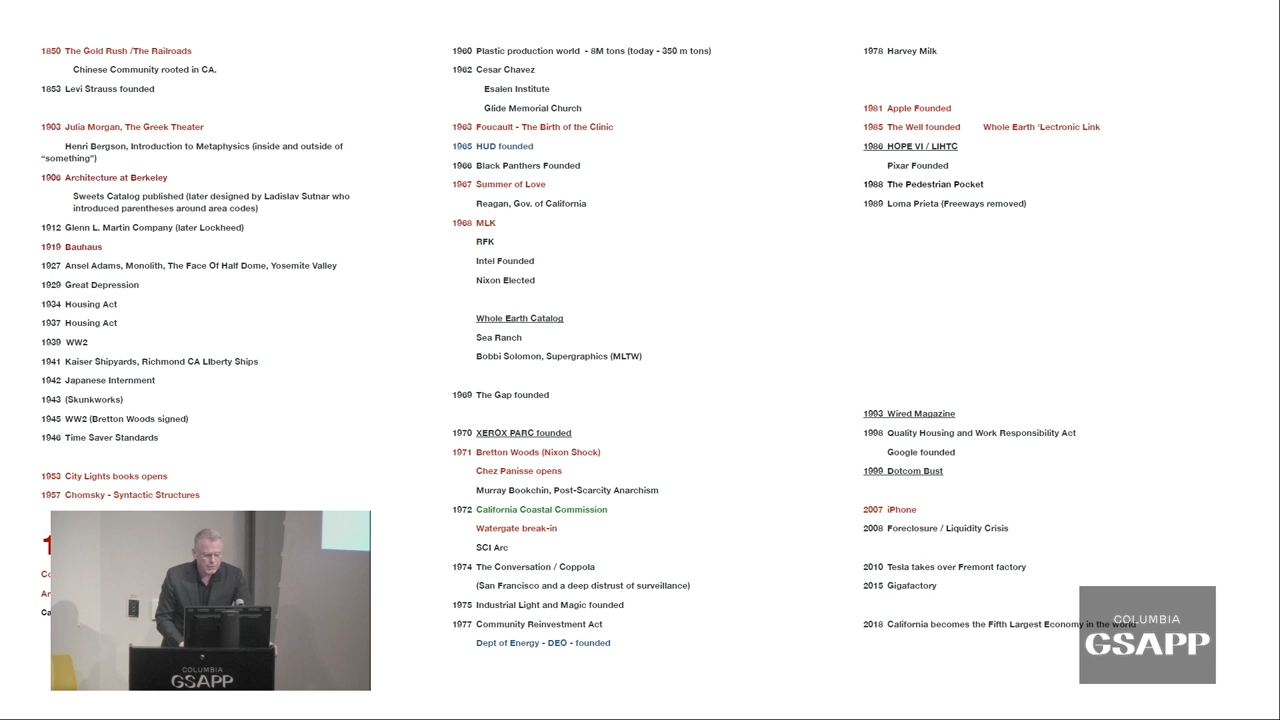 1850 The Gold Rush /The Railroads
Chinese Community rooted in CA.
1853 Levi Strauss founded
1903 Julia Morgan, The Greek Theater
Henri Bergson, Introduction to Metaphysics (inside and outside of
“something”)
1906 Architecture at Berkeley
Sweets Catalog published (later designed by Ladislav Sutnar who
introduced parentheses around area codes)
1912 Glenn L. Martin Company (later Lockheed)
1919 Bauhaus
1927 Ansel Adams, Monolith, The Face Of Half Dome, Yosemite Valley
1929 Great Depression
1934 Housing Act
1937 Housing Act
1939 WW2
1941 Kaiser Shipyards, Richmond CA LIberty Ships
1942 Japanese Internment
1943 (Skunkworks)
1945 WW2 (Bretton Woods signed)
1946 Time Saver Standards
1953 City Lights books opens
1957 Chomsky - Syntactic Structures
1960 Plastic production world - 8M tons (today - 350 m tons)
1962 Cesar Chavez
Esalen Institute
Glide Memorial Church
1963 Foucault - The Birth of the Clinic
1965 HUD founded
1966 Black Panthers Founded
1967 Summer of Love
Reagan, Gov. of California
1968 MLK
RFK
Intel Founded
Nixon Elected
Whole Earth Catalog
Sea Ranch
Bobbi Solomon, Supergraphics (MLTW)
1969 The Gap founded
1970 XEROX PARC founded
1971 Bretton Woods (Nixon Shock)
Chez Panisse opens
Murray Bookchin, Post-Scarcity Anarchism
1972 California Coastal Commission
Watergate break-in
SCI Arc
1974 The Conversation / Coppola
(San Francisco and a deep distrust of surveillance)
1975 Industrial Light and Magic founded
1977 Community Reinvestment Act
Dept of Energy - DEO - founded
1978 Harvey Milk
1981 Apple Founded
1985 The Well founded Whole Earth ‘Lectronic Link
1986 HOPE VI / LIHTC
Pixar Founded
1988 The Pedestrian Pocket
1989 Loma Prieta (Freeways removed)
1993 Wired Magazine
1998 Quality Housing and Work Responsibility Act
Google founded
1999 Dotcom Bust
2007 iPhone
2008 Foreclosure / Liquidity Crisis
2010 Tesla takes over Fremont factory
2015 Gigafactory
2018 California becomes the Fifth Largest Economy in the world
COLUMBIA
GSAPP
COLUMBIA
GSAPP